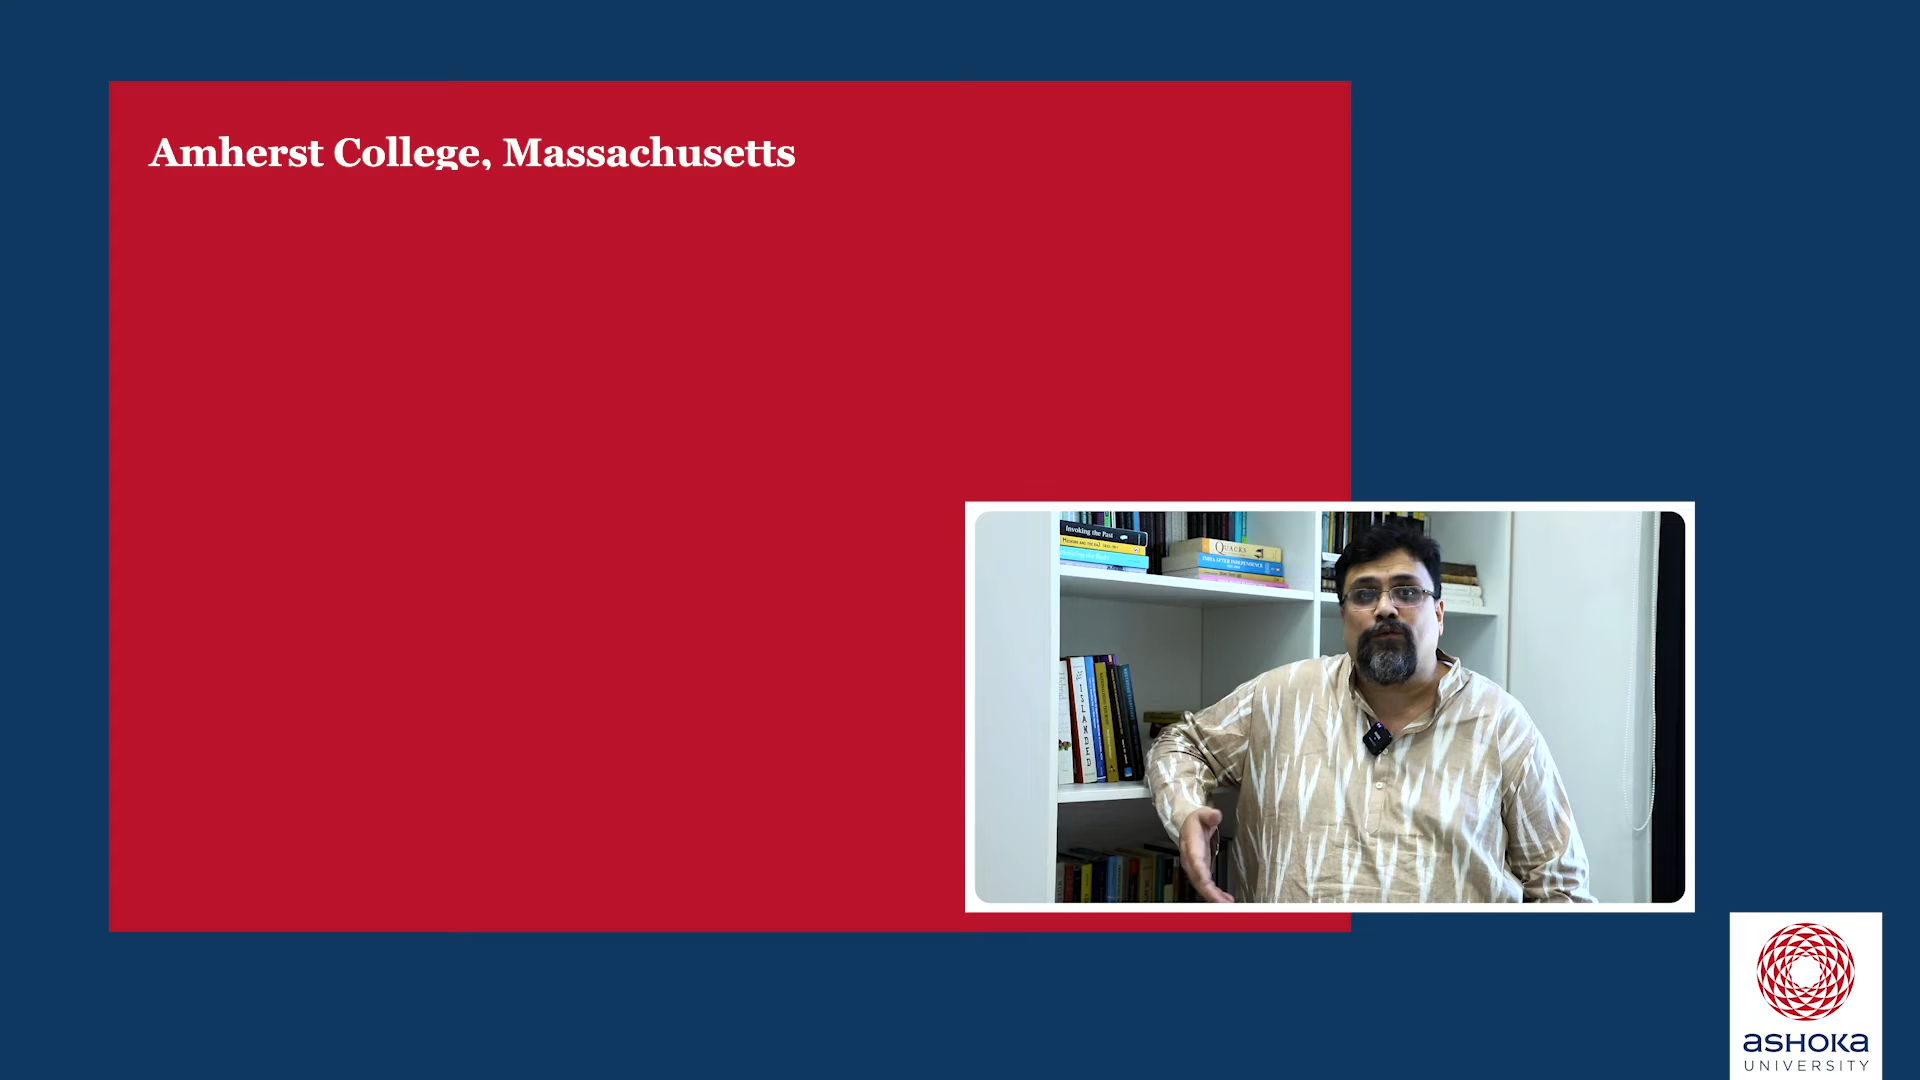 Amherst College, Massachusetts
Invoking the Past
QUACKS
INDIA AFTER INDEPENDENCE
ISLANDED
ASHOKA
UNIVERSITY